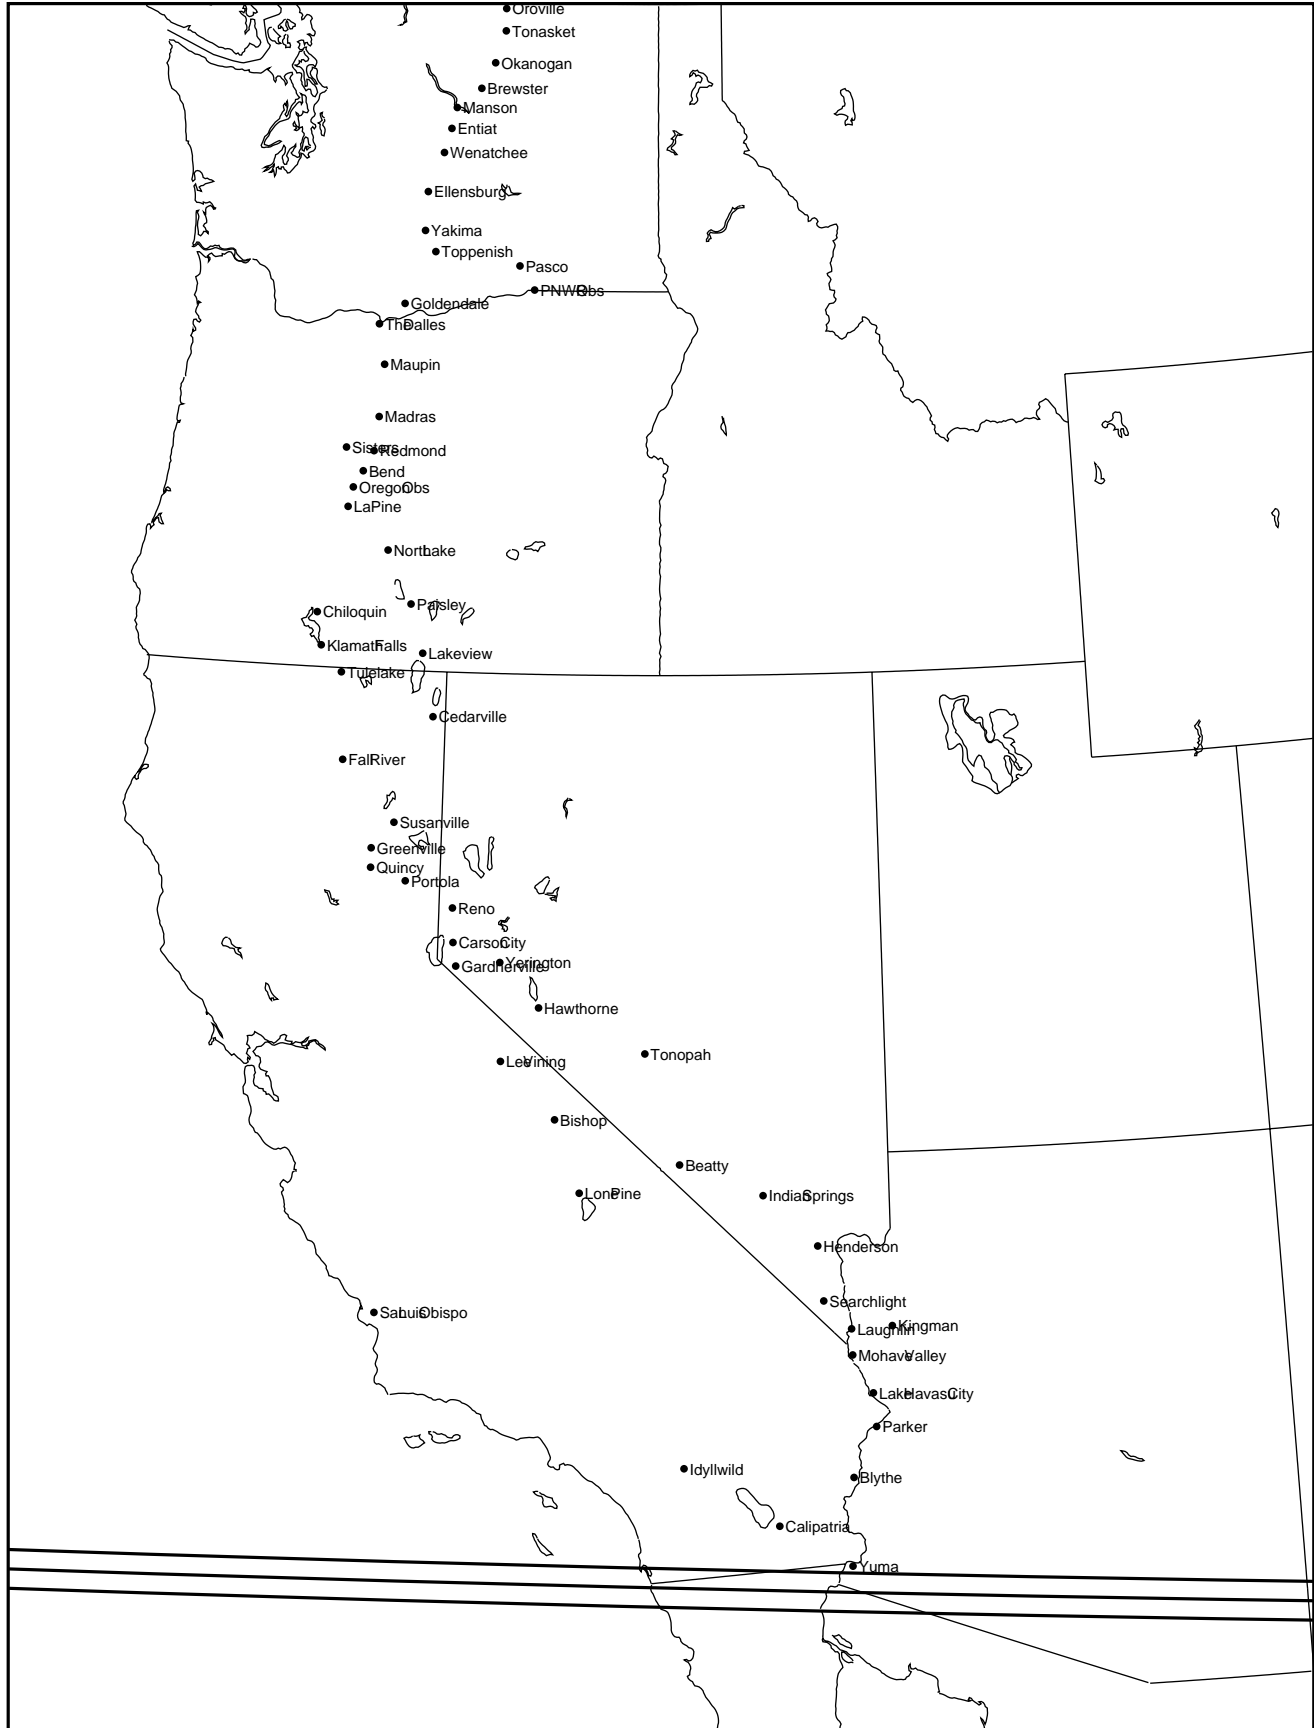 Oroville
Tonasket
Okanogan
Brewster
Manson
Entiat
Wenatchee
Ellensburg
Yakima
Toppenish
Pasco
PNWRObs
Goldendale
TheDalles
Maupin
Madras
Sisters
Redmond
Bend
OregonObs
LaPine
NorthLake
Paisley
Chiloquin
KlamathFalls
Lakeview
Tulelake
Cedarville
FallRiver
Susanville
Greenville
Quincy
Portola
Reno
CarsonCity
Yerington
Gardnerville
Hawthorne
Tonopah
LeeVining
Bishop
Beatty
LonePine
IndianSprings
Henderson
Searchlight
SanLuisObispo
Kingman
Laughlin
MohaveValley
LakeHavasuCity
Parker
Idyllwild
Blythe
Calipatria
Yuma